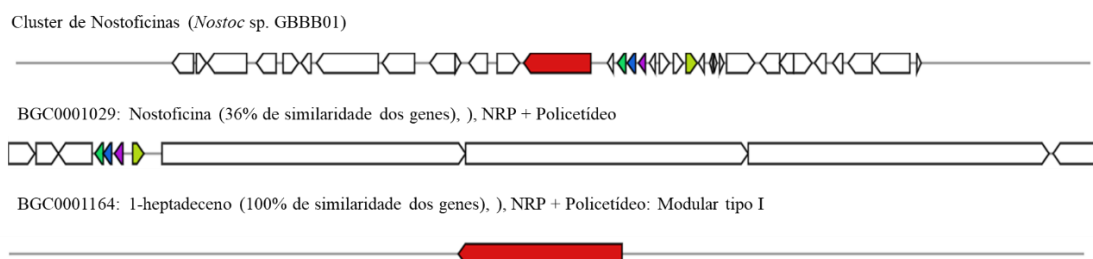 Cluster de Nostoficinas (Nostoc sp. GBBB01)
BGC0001029: Nostoficina (36% de similaridade dos genes), ), NRP + Policetídeo
BGC0001164: 1-heptadeceno (100% de similaridade dos genes), ), NRP + Policetídeo: Modular tipo I